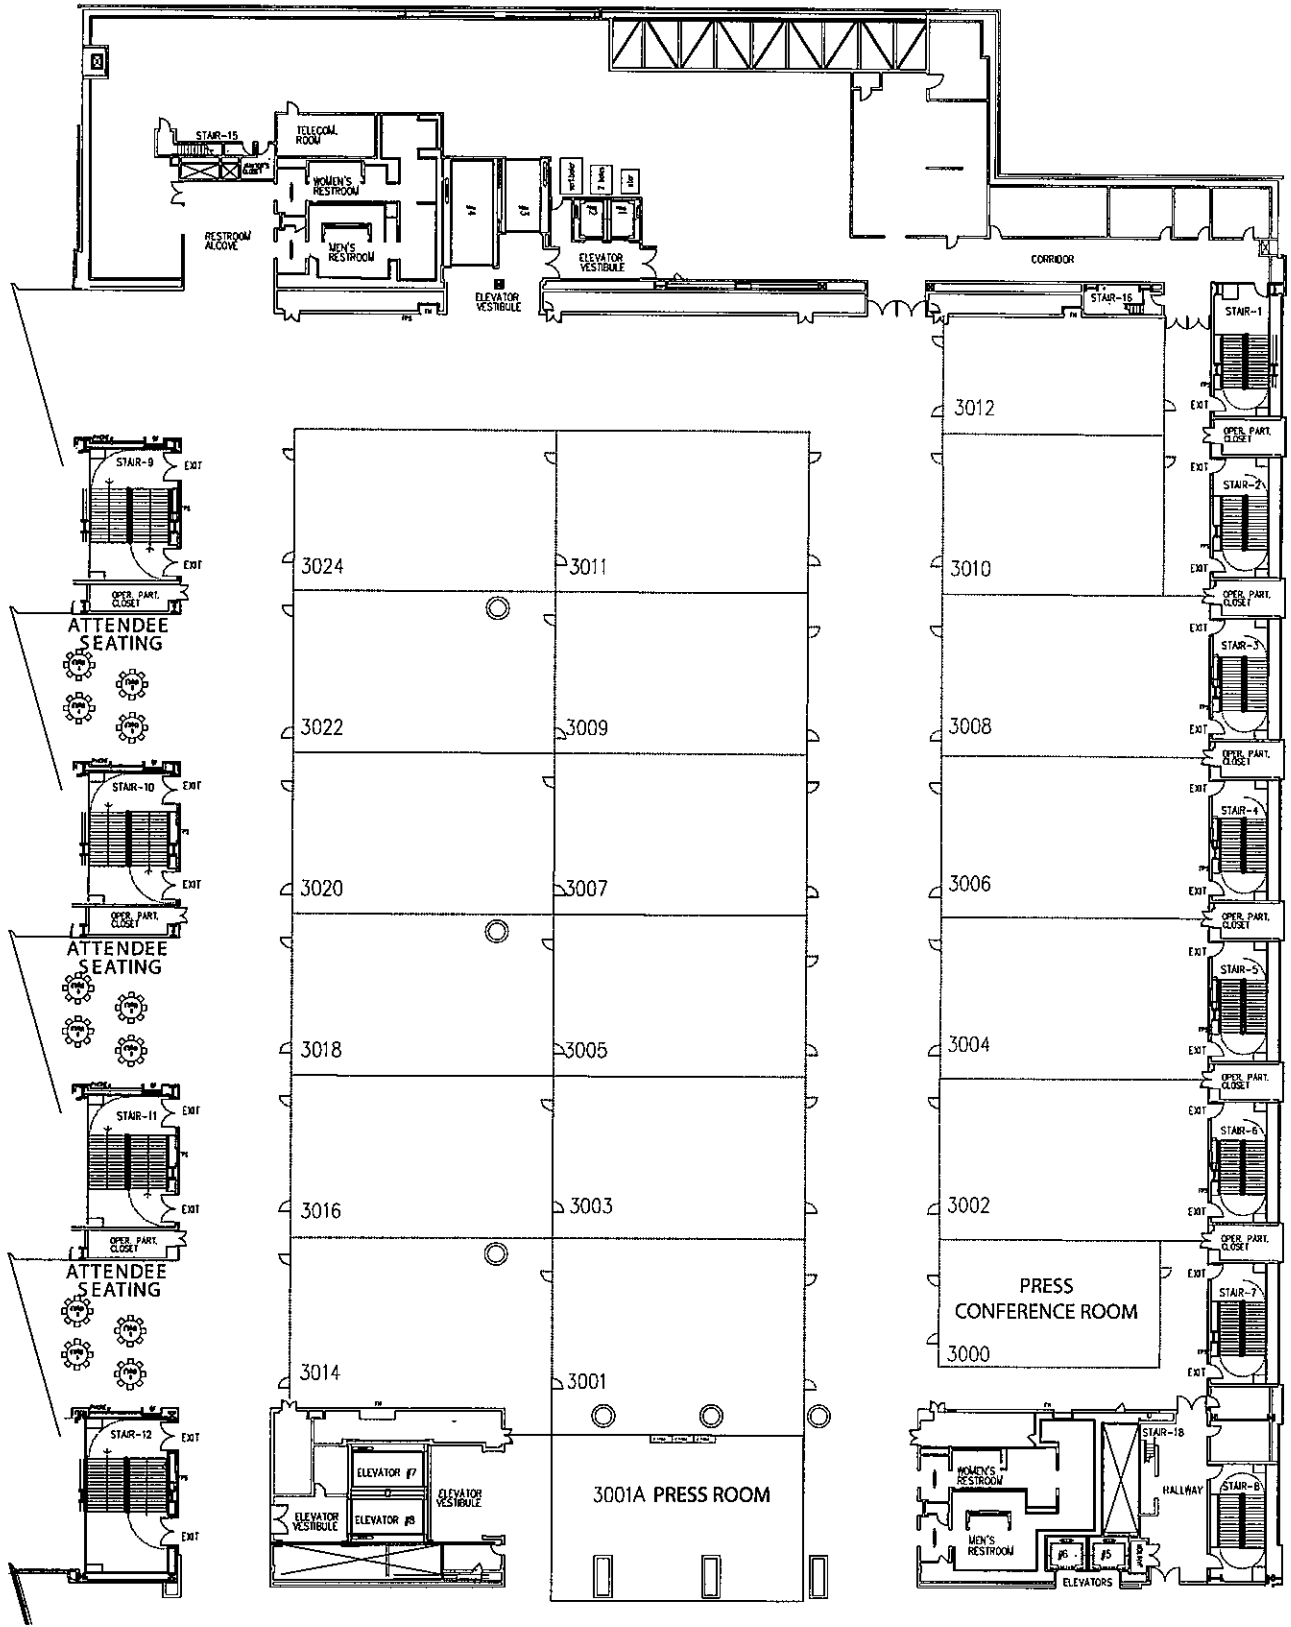 STAIR-15
TELECOM.
ROOM
JANITOR'S
CLOSET
WOMEN'S
RESTROOM
MEN'S
RESTROOM
RESTROOM
ALCOVE
#4
#3
#2
#1
ELEVATOR
VESTIBULE
ELEVATOR
VESTIBULE
CORRIDOR
STAIR-16
STAIR-1
EXIT
3012
OPER. PART.
CLOSET
STAIR-9
EXIT
EXIT
STAIR-2
EXIT
EXIT
3024
3011
3010
OPER. PART.
CLOSET
OPER. PART.
CLOSET
ATTENDEE
SEATING
EXIT
STAIR-3
EXIT
3022
3009
3008
OPER. PART.
CLOSET
STAIR-10
EXIT
EXIT
EXIT
STAIR-4
EXIT
3020
3007
3006
OPER. PART.
CLOSET
OPER. PART.
CLOSET
ATTENDEE
SEATING
EXIT
STAIR-5
EXIT
3018
3005
3004
OPER. PART.
CLOSET
STAIR-11
EXIT
EXIT
EXIT
STAIR-6
EXIT
3016
3003
3002
OPER. PART.
CLOSET
OPER. PART.
CLOSET
ATTENDEE
SEATING
PRESS
CONFERENCE ROOM
EXIT
STAIR-7
EXIT
3014
3001
3000
STAIR-12
EXIT
EXIT
ELEVATOR #7
ELEVATOR #8
ELEVATOR
VESTIBULE
ELEVATOR
VESTIBULE
3001A PRESS ROOM
STAIR-18
WOMEN'S
RESTROOM
HALLWAY
STAIR-8
MEN'S
RESTROOM
#6
#5
ELEVATORS